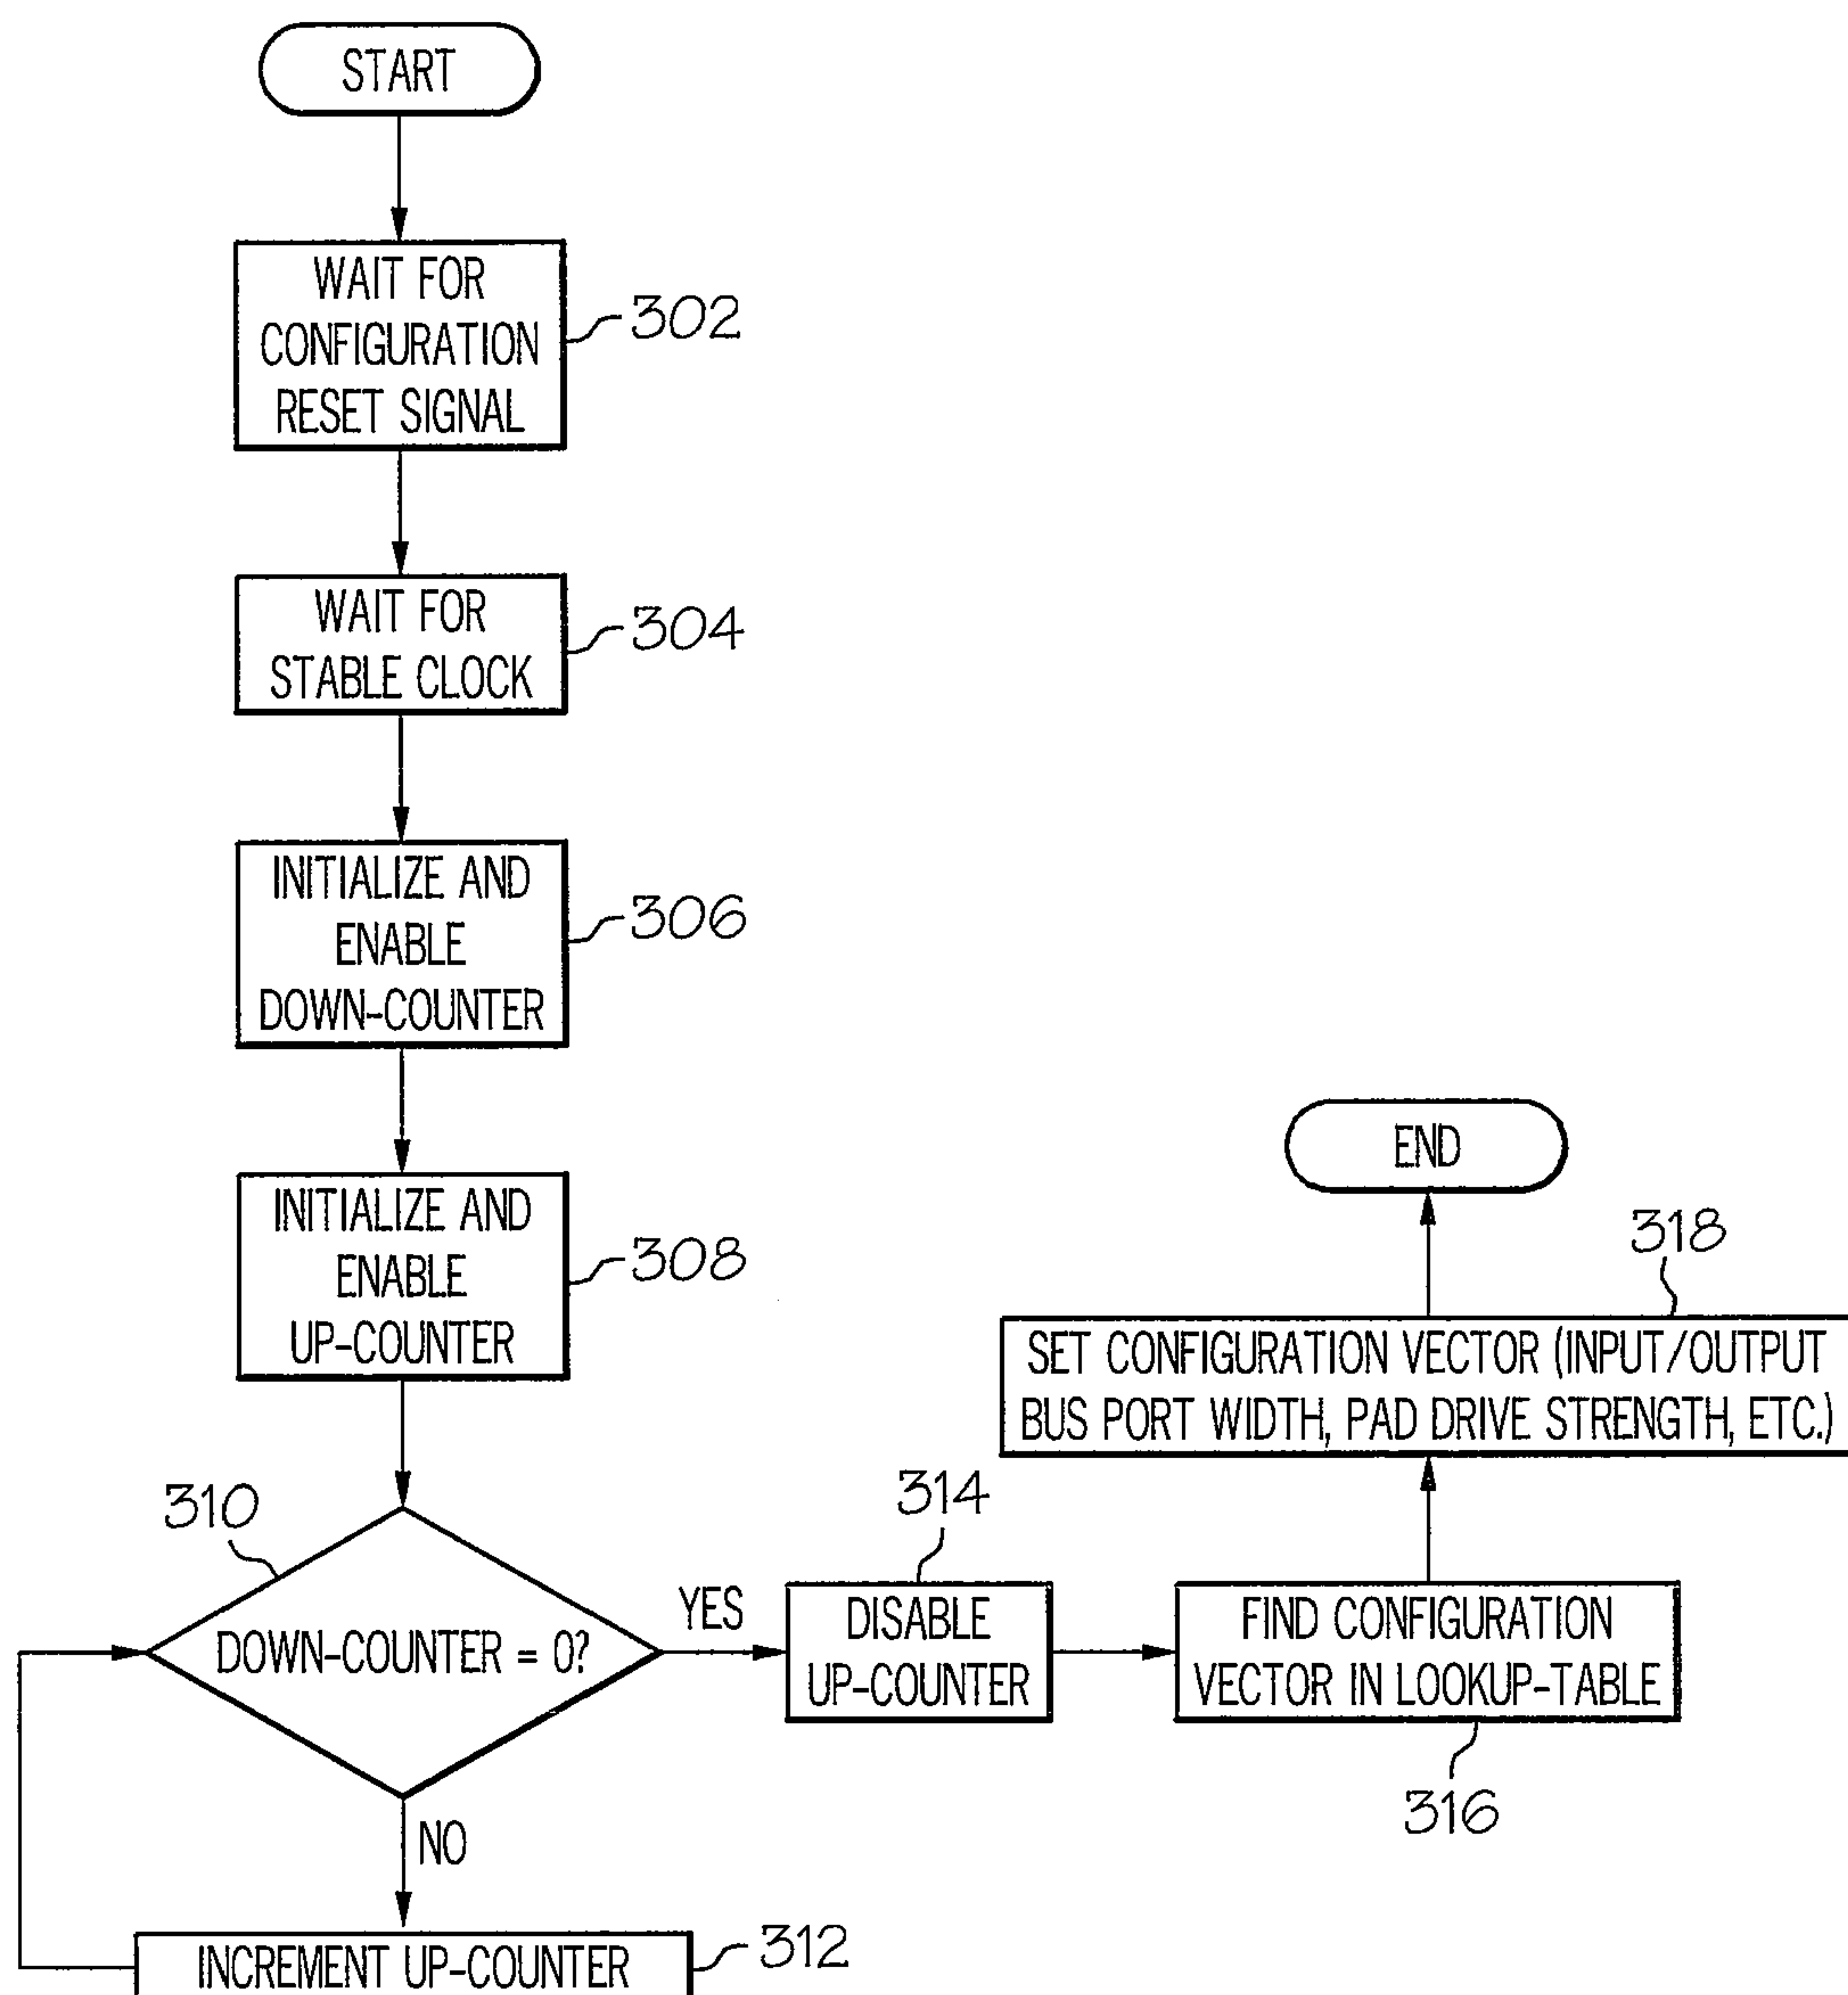 START
WAIT FOR
CONFIGURATION
RESET SIGNAL
302
WAIT FOR
STABLE CLOCK
304
INITIALIZE AND
ENABLE
DOWN-COUNTER
306
INITIALIZE AND
ENABLE
UP-COUNTER
308
310
DOWN-COUNTER = 0?
NO
INCREMENT UP-COUNTER
312
YES
314
DISABLE
UP-COUNTER
FIND CONFIGURATION
VECTOR IN LOOKUP-TABLE
316
318
SET CONFIGURATION VECTOR (INPUT/OUTPUT
BUS PORT WIDTH, PAD DRIVE STRENGTH, ETC.)
END